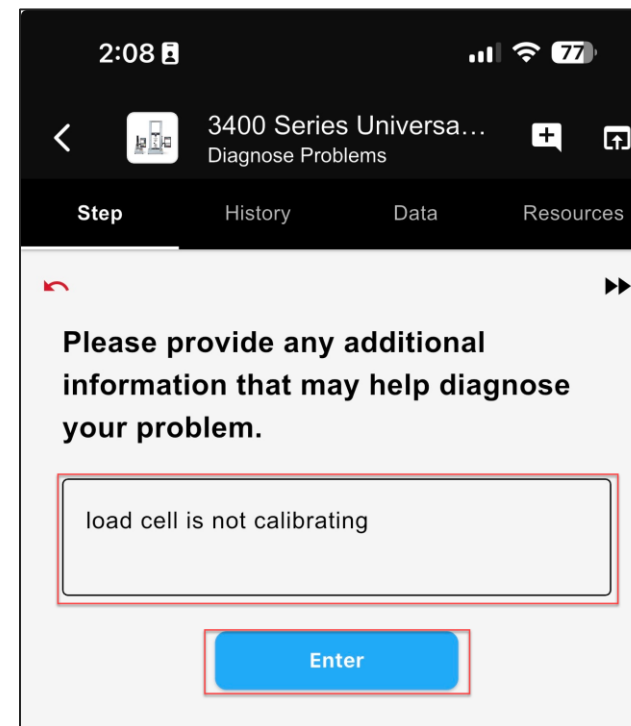 2:08
77
3400 Series Universa...
Diagnose Problems
Step History Data Resources
Please provide any additional
information that may help diagnose
your problem.
load cell is not calibrating
Enter